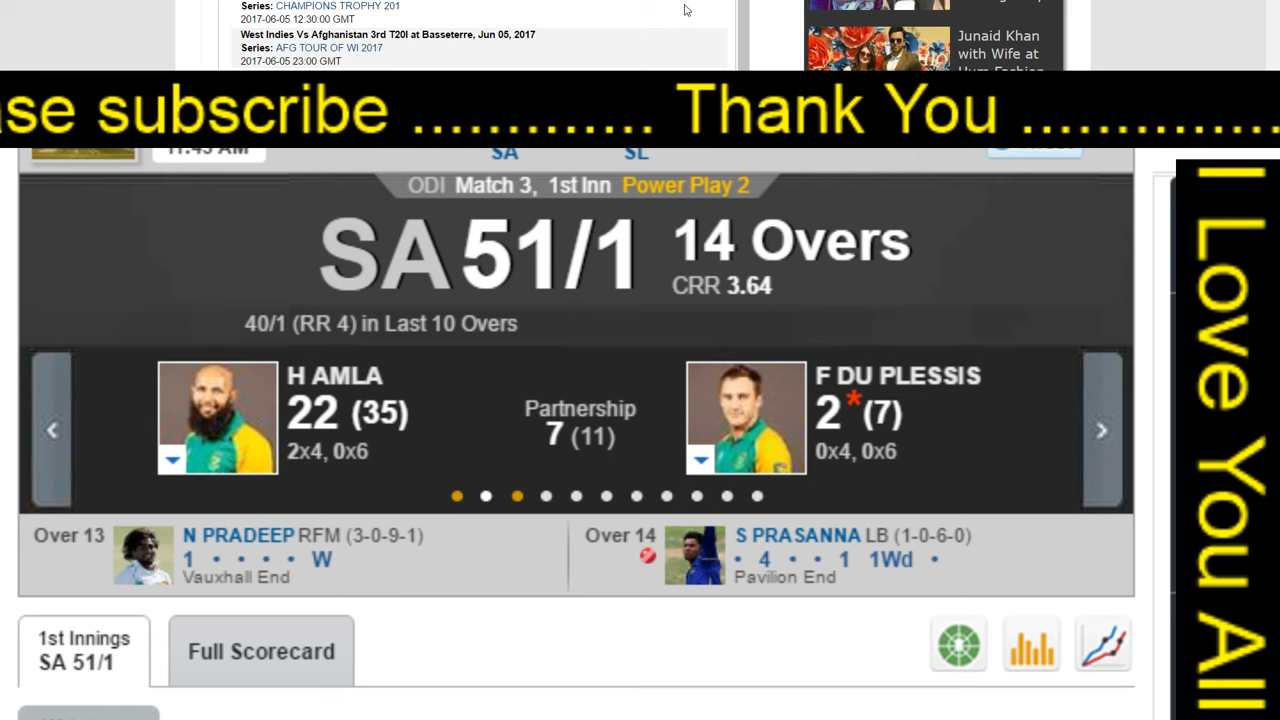 Series: CHAMPIONS TROPHY 201
2017-06-05 12:30:00 GMT
West Indies Vs Afghanistan 3rd T20I at Basseterre, Jun 05, 2017
Series: AFG TOUR OF WI 2017
2017-06-05 23:00:00 GMT
Junaid Khan
with Wife at
subscribe ............. Thank You .............
SA SL
ODI Match 3, 1st Inn Power Play 2
SA 51/1 14 Overs
CRR 3.64
40/1 (RR 4) in Last 10 Overs
H AMLA
22 (35)
2x4, 0x6
Partnership
7 (11)
F DU PLESSIS
2* (7)
0x4, 0x6
Over 13 N PRADEEP RFM (3-0-9-1)
1 • • • • W
Vauxhall End
Over 14 S PRASANNA LB (1-0-6-0)
• 4 • • 1 1Wd •
Pavilion End
1st Innings
SA 51/1
Full Scorecard
I Love You All